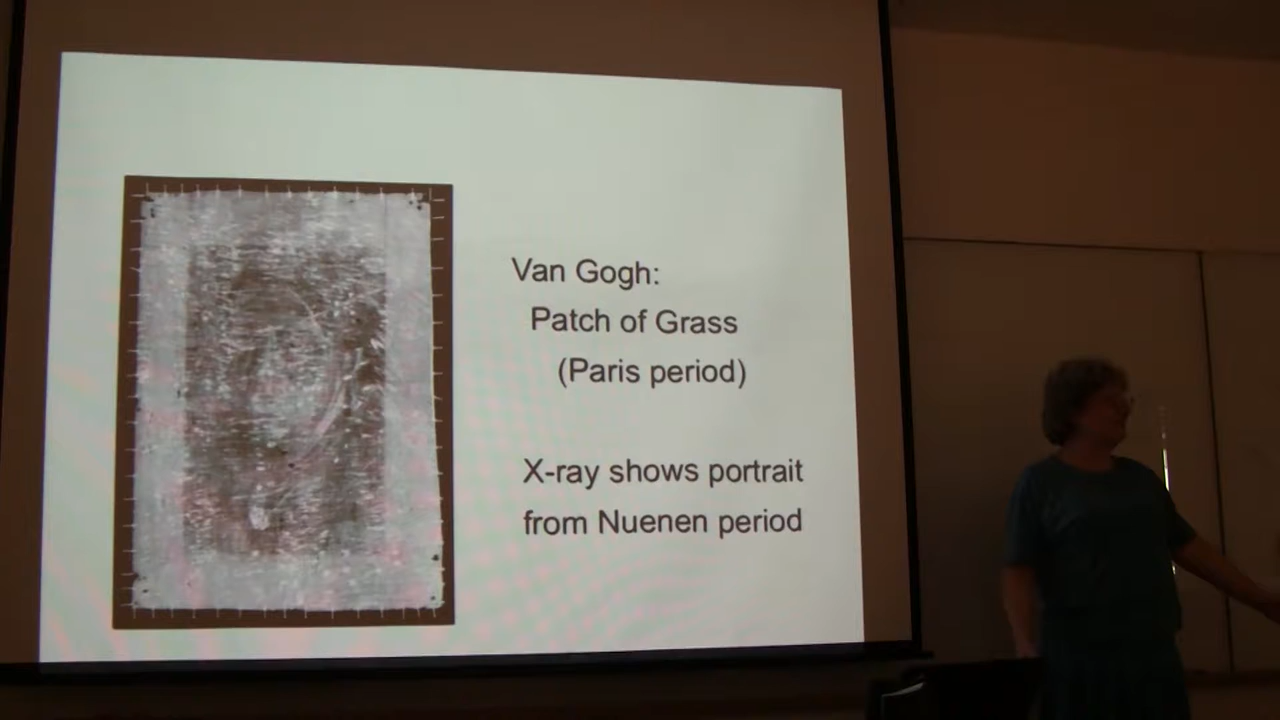 Van Gogh:
Patch of Grass
(Paris period)
X-ray shows portrait
from Nuenen period